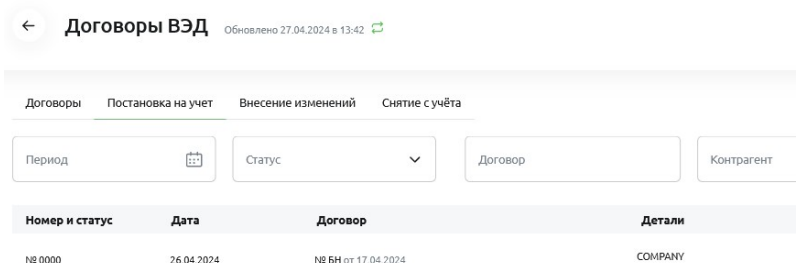 Договоры ВЭД Обновлено 27.04.2024 в 13:42
Договоры Постановка на учет Внесение изменений Снятие с учёта
Период Статус Договор Контрагент
Номер и статус Дата Договор Детали
COMPANY
№ 0000 26.04.2024 № БН от 17.04.2024